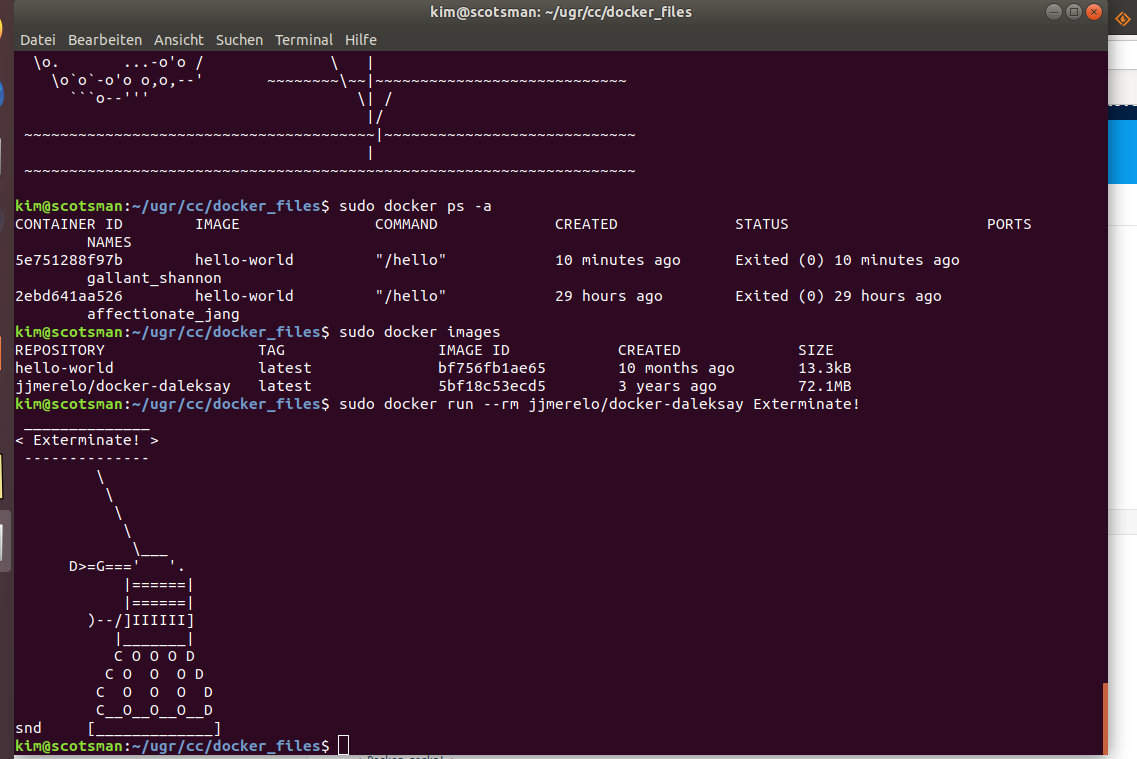 kim@scotsman: ~/ugr/cc/docker_files
Datei Bearbeiten Ansicht Suchen Terminal Hilfe
  \o.       ...-o'o /              \   |
    \o`o`-o'o o,o,--'       ~~~~~~~~\~~|~~~~~~~~~~~~~~~~~~~~~~~~~~~~
      ```o--'''                       \| /
                                       |/
 ~~~~~~~~~~~~~~~~~~~~~~~~~~~~~~~~~~~~~~~|~~~~~~~~~~~~~~~~~~~~~~~~~~~~
                                       |
 ~~~~~~~~~~~~~~~~~~~~~~~~~~~~~~~~~~~~~~~~~~~~~~~~~~~~~~~~~~~~~~~~~~~~
kim@scotsman:~/ugr/cc/docker_files$ sudo docker ps -a
CONTAINER ID        IMAGE               COMMAND             CREATED             STATUS                      PORTS
        NAMES
5e751288f97b        hello-world         "/hello"            10 minutes ago      Exited (0) 10 minutes ago
        gallant_shannon
2ebd641aa526        hello-world         "/hello"            29 hours ago        Exited (0) 29 hours ago
        affectionate_jang
kim@scotsman:~/ugr/cc/docker_files$ sudo docker images
REPOSITORY                 TAG                 IMAGE ID            CREATED             SIZE
hello-world                latest              bf756fb1ae65        10 months ago       13.3kB
jjmerelo/docker-daleksay   latest              5bf18c53ecd5        3 years ago         72.1MB
kim@scotsman:~/ugr/cc/docker_files$ sudo docker run --rm jjmerelo/docker-daleksay Exterminate!
 ______________
< Exterminate! >
 --------------
         \
          \
           \
            \
             \___
      D>=G==='   '.
            |======|
            |======|
        )--/]IIIIII]
           |_______|
           C O O O D
          C O  O  O D
         C  O  O  O  D
         C__O__O__O__D
snd     [_____________]
kim@scotsman:~/ugr/cc/docker_files$